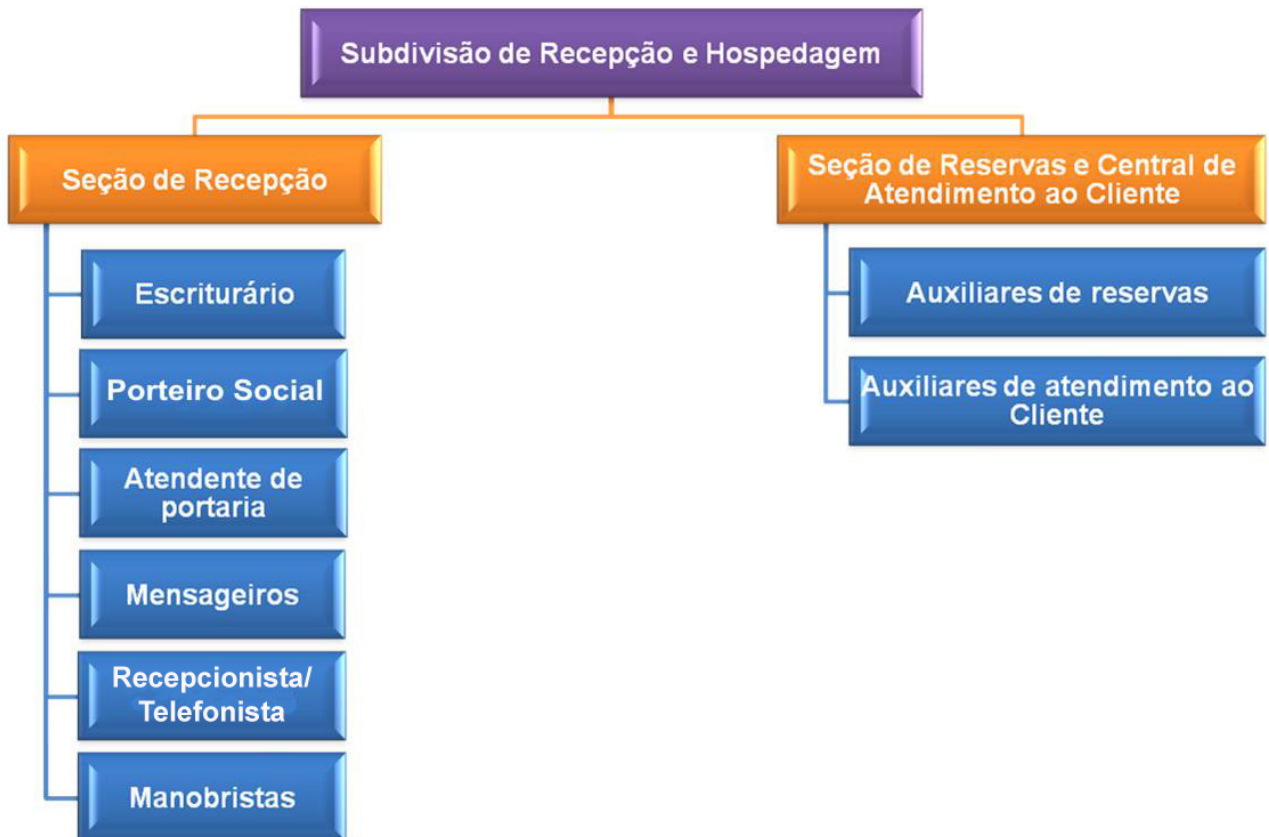 Subdivisão de Recepção e Hospedagem
Seção de Recepção
Escriturário
Porteiro Social
Atendente de
portaria
Mensageiros
Recepcionista/
Telefonista
Manobristas
Seção de Reservas e Central de
Atendimento ao Cliente
Auxiliares de reservas
Auxiliares de atendimento ao
Cliente